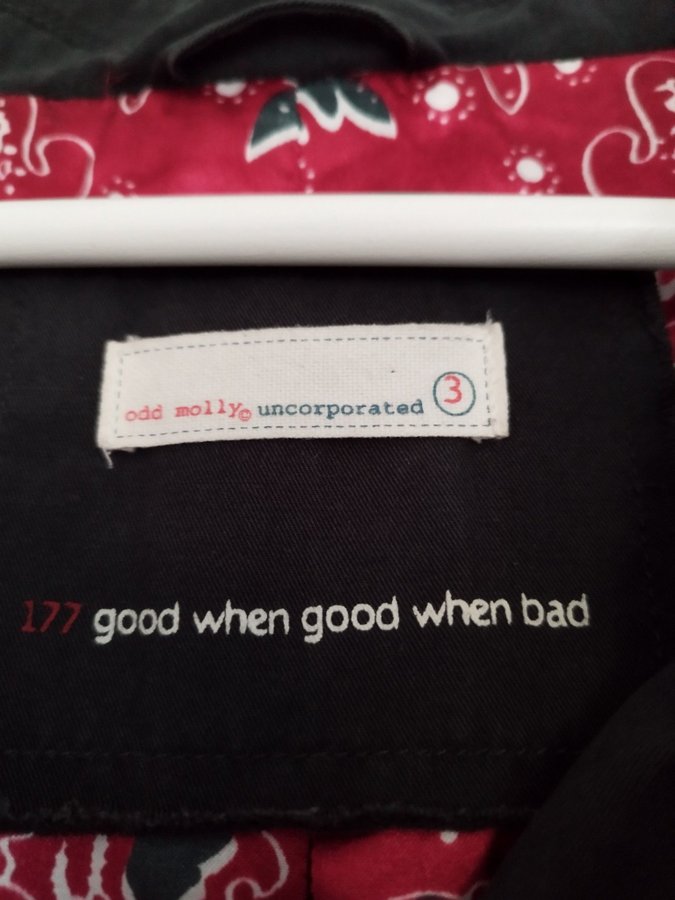 odd molly© uncorporated 3
177 good when good when bad